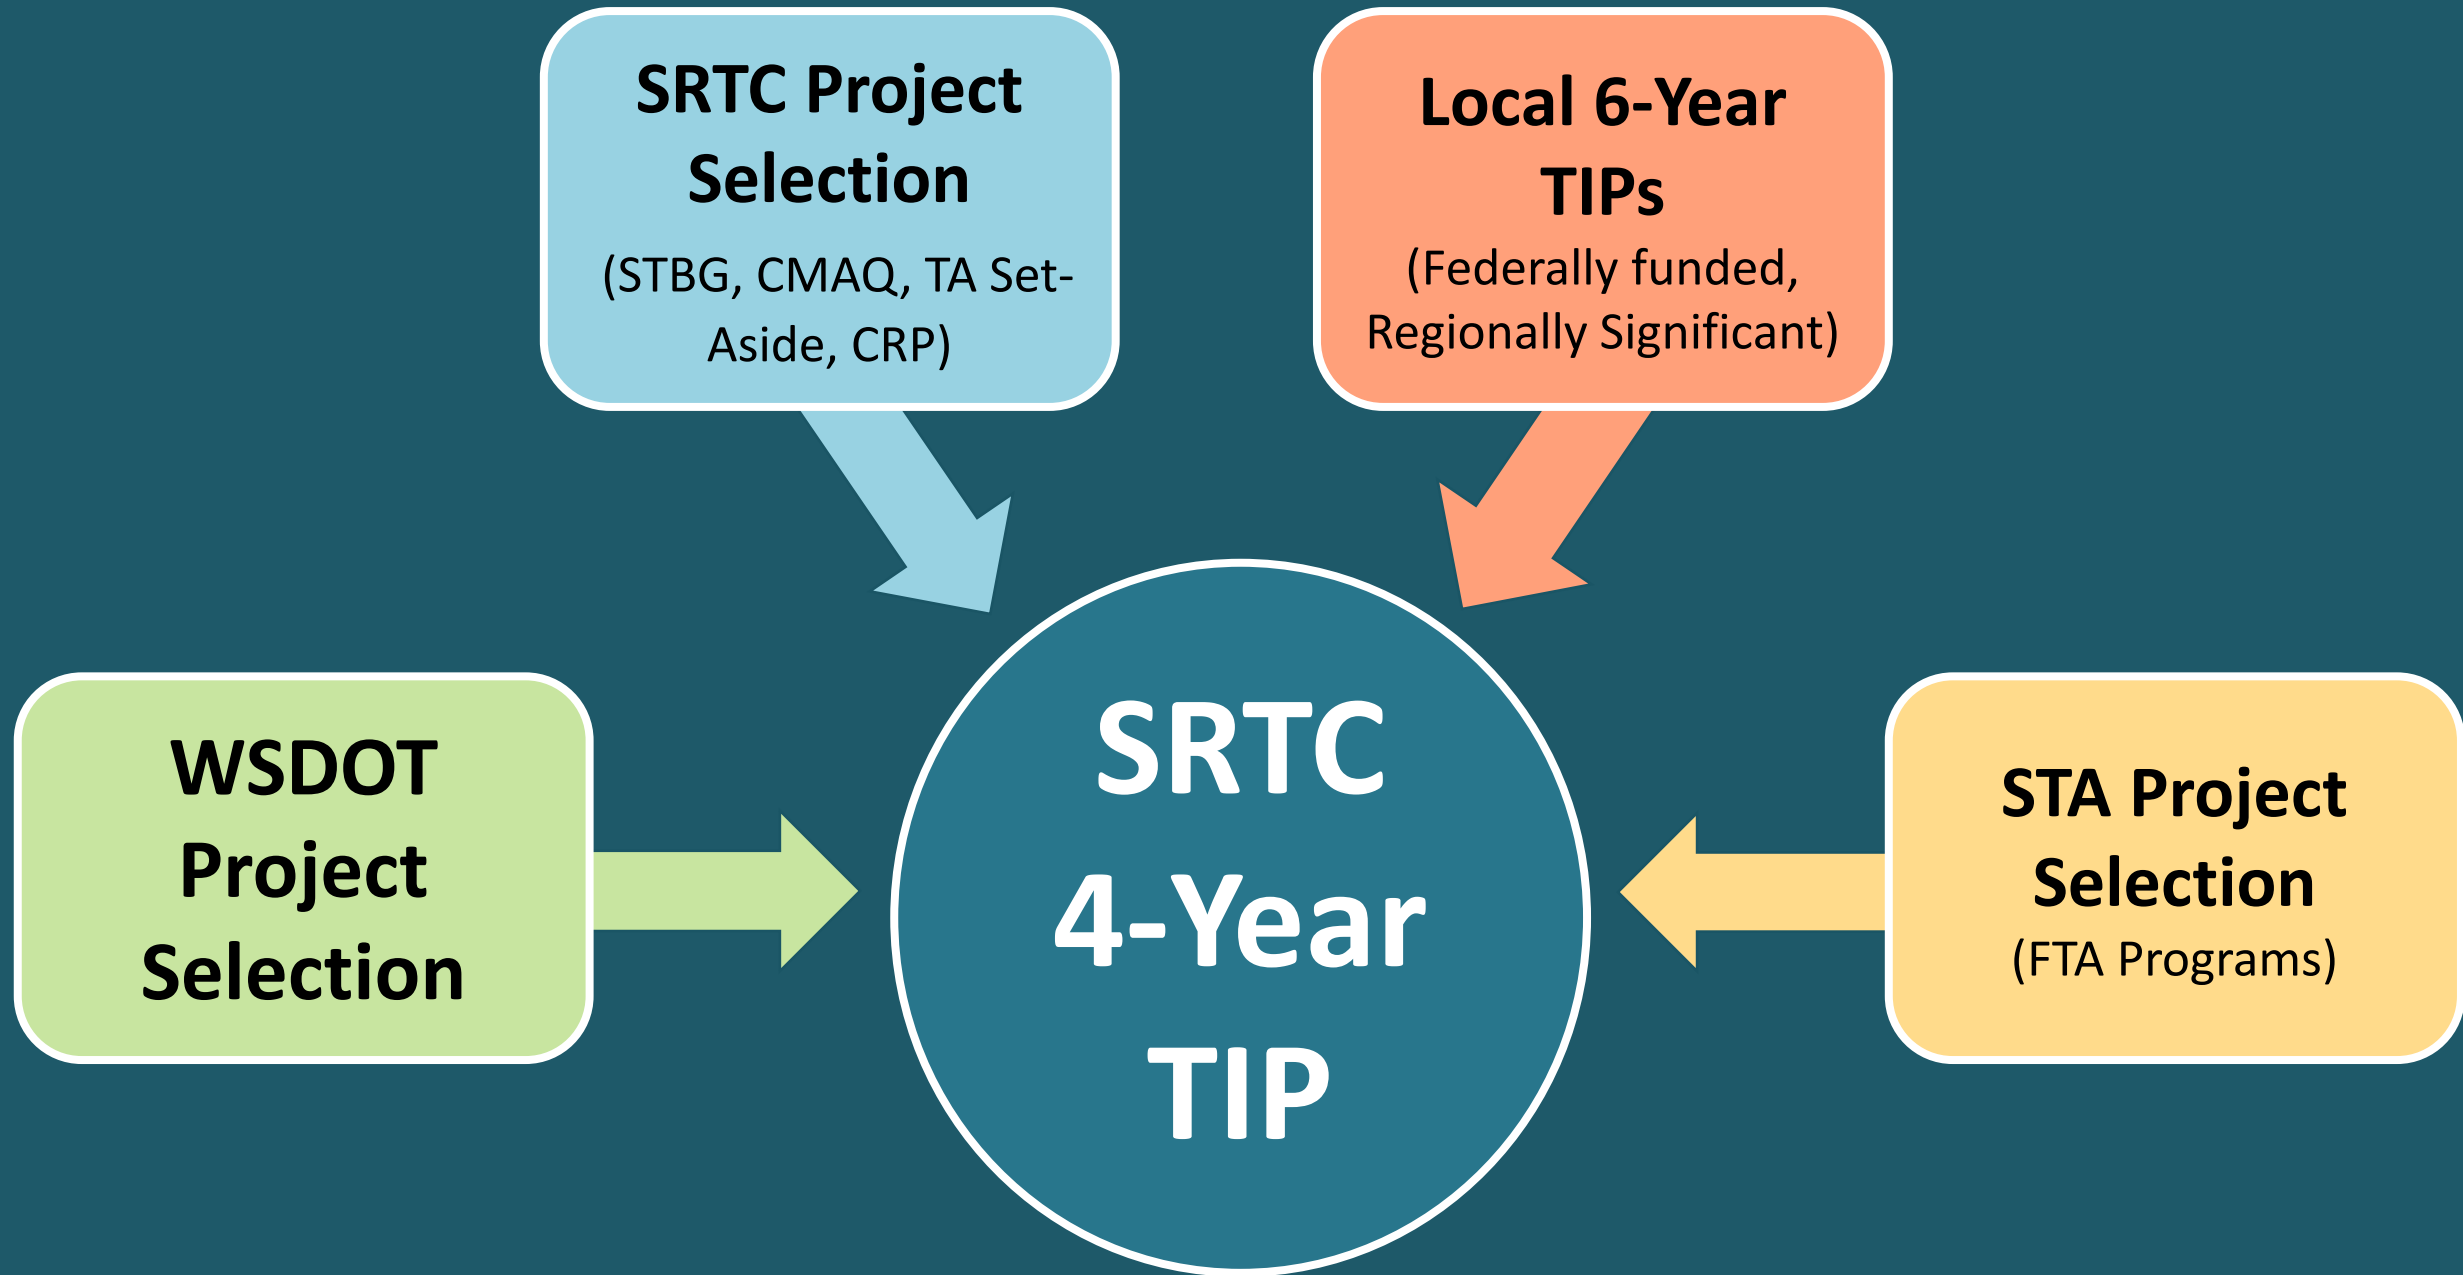 SRTC Project
Selection
(STBG, CMAQ, TA Set-
Aside, CRP)
Local 6-Year
TIPs
(Federally funded,
Regionally Significant)
WSDOT
Project
Selection
SRTC
4-Year
TIP
STA Project
Selection
(FTA Programs)